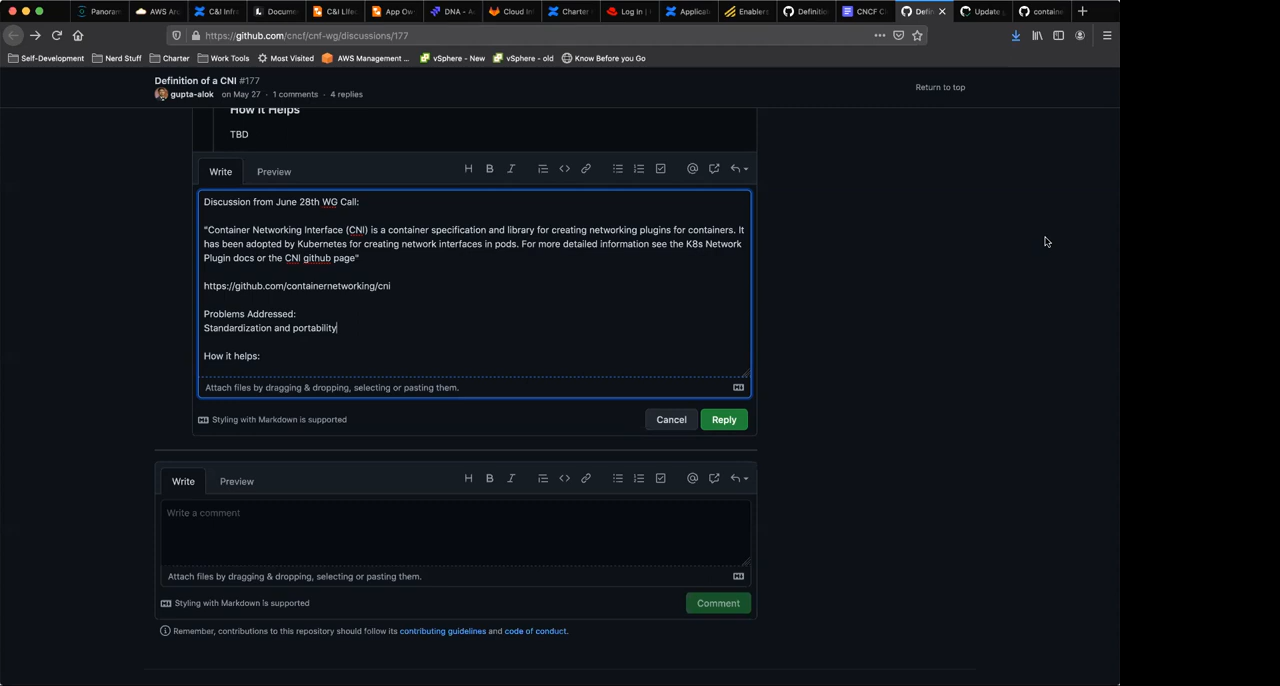 Panoram
AWS Arc
C&I Infra
Docum
C&I Lifec
App Ow
DNA - A
Cloud In
Charter
Log In |
Applicat
Enablers
Definitio
CNCF C
Defin
Update
containe
https://github.com/cncf/cnf-wg/discussions/177
Self-Development Nerd Stuff Charter Work Tools Most Visited AWS Management ... vSphere - New vSphere - old Know Before you Go
Definition of a CNI #177
gupta-alok on May 27 · 1 comments · 4 replies
Return to top
How it Helps
TBD
Write Preview
Discussion from June 28th WG Call:
"Container Networking Interface (CNI) is a container specification and library for creating networking plugins for containers. It
has been adopted by Kubernetes for creating network interfaces in pods. For more detailed information see the K8s Network
Plugin docs or the CNI github page"
https://github.com/containernetworking/cni
Problems Addressed:
Standardization and portability
How it helps:
Attach files by dragging & dropping, selecting or pasting them.
Styling with Markdown is supported
Cancel Reply
Write Preview
Write a comment
Attach files by dragging & dropping, selecting or pasting them.
Styling with Markdown is supported
Comment
Remember, contributions to this repository should follow its contributing guidelines and code of conduct.